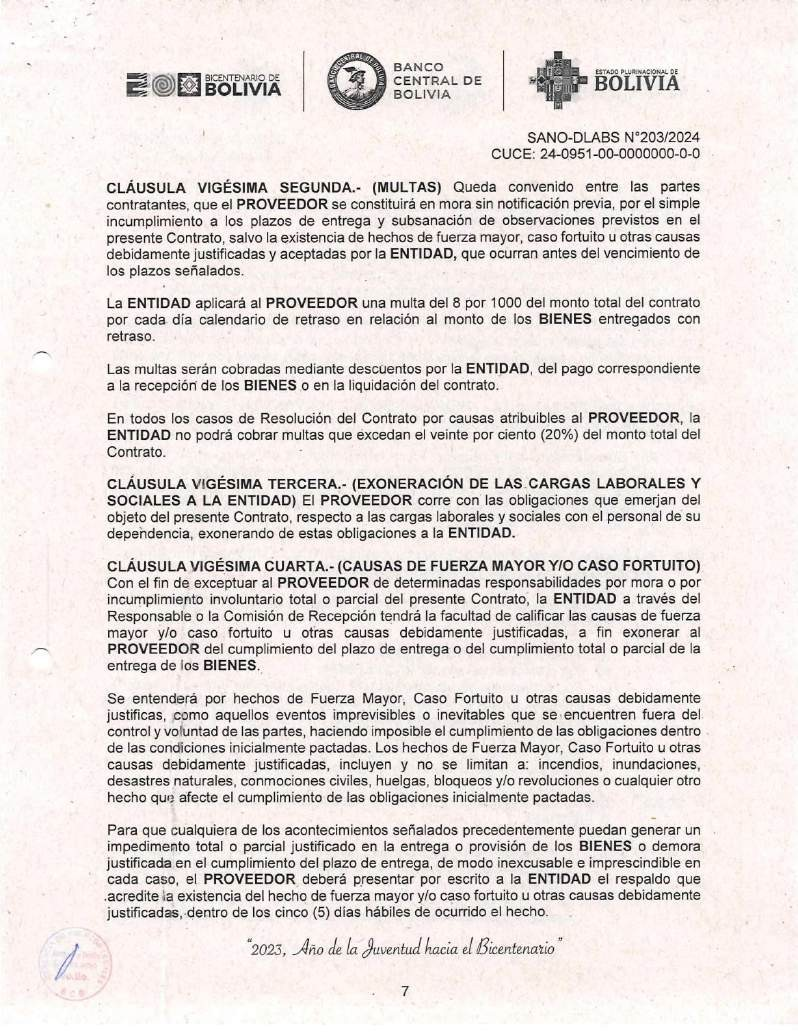 BICENTENARIO DE
BOLIVIA
BANCO
CENTRAL DE
BOLIVIA
ESTADO PLURINACIONAL DE
BOLIVIA
SANO-DLABS N°203/2024
CUCE: 24-0951-00-0000000-0-0
CLÁUSULA VIGÉSIMA SEGUNDA.- (MULTAS) Queda convenido entre las partes
contratantes, que el PROVEEDOR se constituirá en mora sin notificación previa, por el simple
incumplimiento a los plazos de entrega y subsanación de observaciones previstos en el
presente Contrato, salvo la existencia de hechos de fuerza mayor, caso fortuito u otras causas
debidamente justificadas y aceptadas por la ENTIDAD, que ocurran antes del vencimiento de
los plazos señalados.
La ENTIDAD aplicará al PROVEEDOR una multa del 8 por 1000 del monto total del contrato
por cada día calendario de retraso en relación al monto de los BIENES entregados con
retraso.
Las multas serán cobradas mediante descuentos por la ENTIDAD, del pago correspondiente
a la recepción de los BIENES o en la liquidación del contrato.
En todos los casos de Resolución del Contrato por causas atribuibles al PROVEEDOR, la
ENTIDAD no podrá cobrar multas que excedan el veinte por ciento (20%) del monto total del
Contrato.
CLÁUSULA VIGÉSIMA TERCERA.- (EXONERACIÓN DE LAS CARGAS LABORALES Y
SOCIALES A LA ENTIDAD) El PROVEEDOR corre con las obligaciones que emerjan del
objeto del presente Contrato, respecto a las cargas laborales y sociales con el personal de su
dependencia, exonerando de estas obligaciones a la ENTIDAD.
CLÁUSULA VIGÉSIMA CUARTA.- (CAUSAS DE FUERZA MAYOR Y/O CASO FORTUITO)
Con el fin de exceptuar al PROVEEDOR de determinadas responsabilidades por mora o por
incumplimiento involuntario total o parcial del presente Contrato, la ENTIDAD a través del
Responsable o la Comisión de Recepción tendrá la facultad de calificar las causas de fuerza
mayor y/o caso fortuito u otras causas debidamente justificadas, a fin exonerar al
PROVEEDOR del cumplimiento del plazo de entrega o del cumplimiento total o parcial de la
entrega de los BIENES.
Se entenderá por hechos de Fuerza Mayor, Caso Fortuito u otras causas debidamente
justificas, como aquellos eventos imprevisibles o inevitables que se encuentren fuera del
control y voluntad de las partes, haciendo imposible el cumplimiento de las obligaciones dentro
de las condiciones inicialmente pactadas. Los hechos de Fuerza Mayor, Caso Fortuito u otras
causas debidamente justificadas, incluyen y no se limitan a: incendios, inundaciones,
desastres naturales, conmociones civiles, huelgas, bloqueos y/o revoluciones o cualquier otro
hecho que afecte el cumplimiento de las obligaciones inicialmente pactadas.
Para que cualquiera de los acontecimientos señalados precedentemente puedan generar un
impedimento total o parcial justificado en la entrega o provisión de los BIENES o demora
justificada en el cumplimiento del plazo de entrega, de modo inexcusable e imprescindible en
cada caso, el PROVEEDOR deberá presentar por escrito a la ENTIDAD el respaldo que
acredite la existencia del hecho de fuerza mayor y/o caso fortuito u otras causas debidamente
justificadas, dentro de los cinco (5) días hábiles de ocurrido el hecho.
"2023, Año de la Juventud hacia el Bicentenario"
7